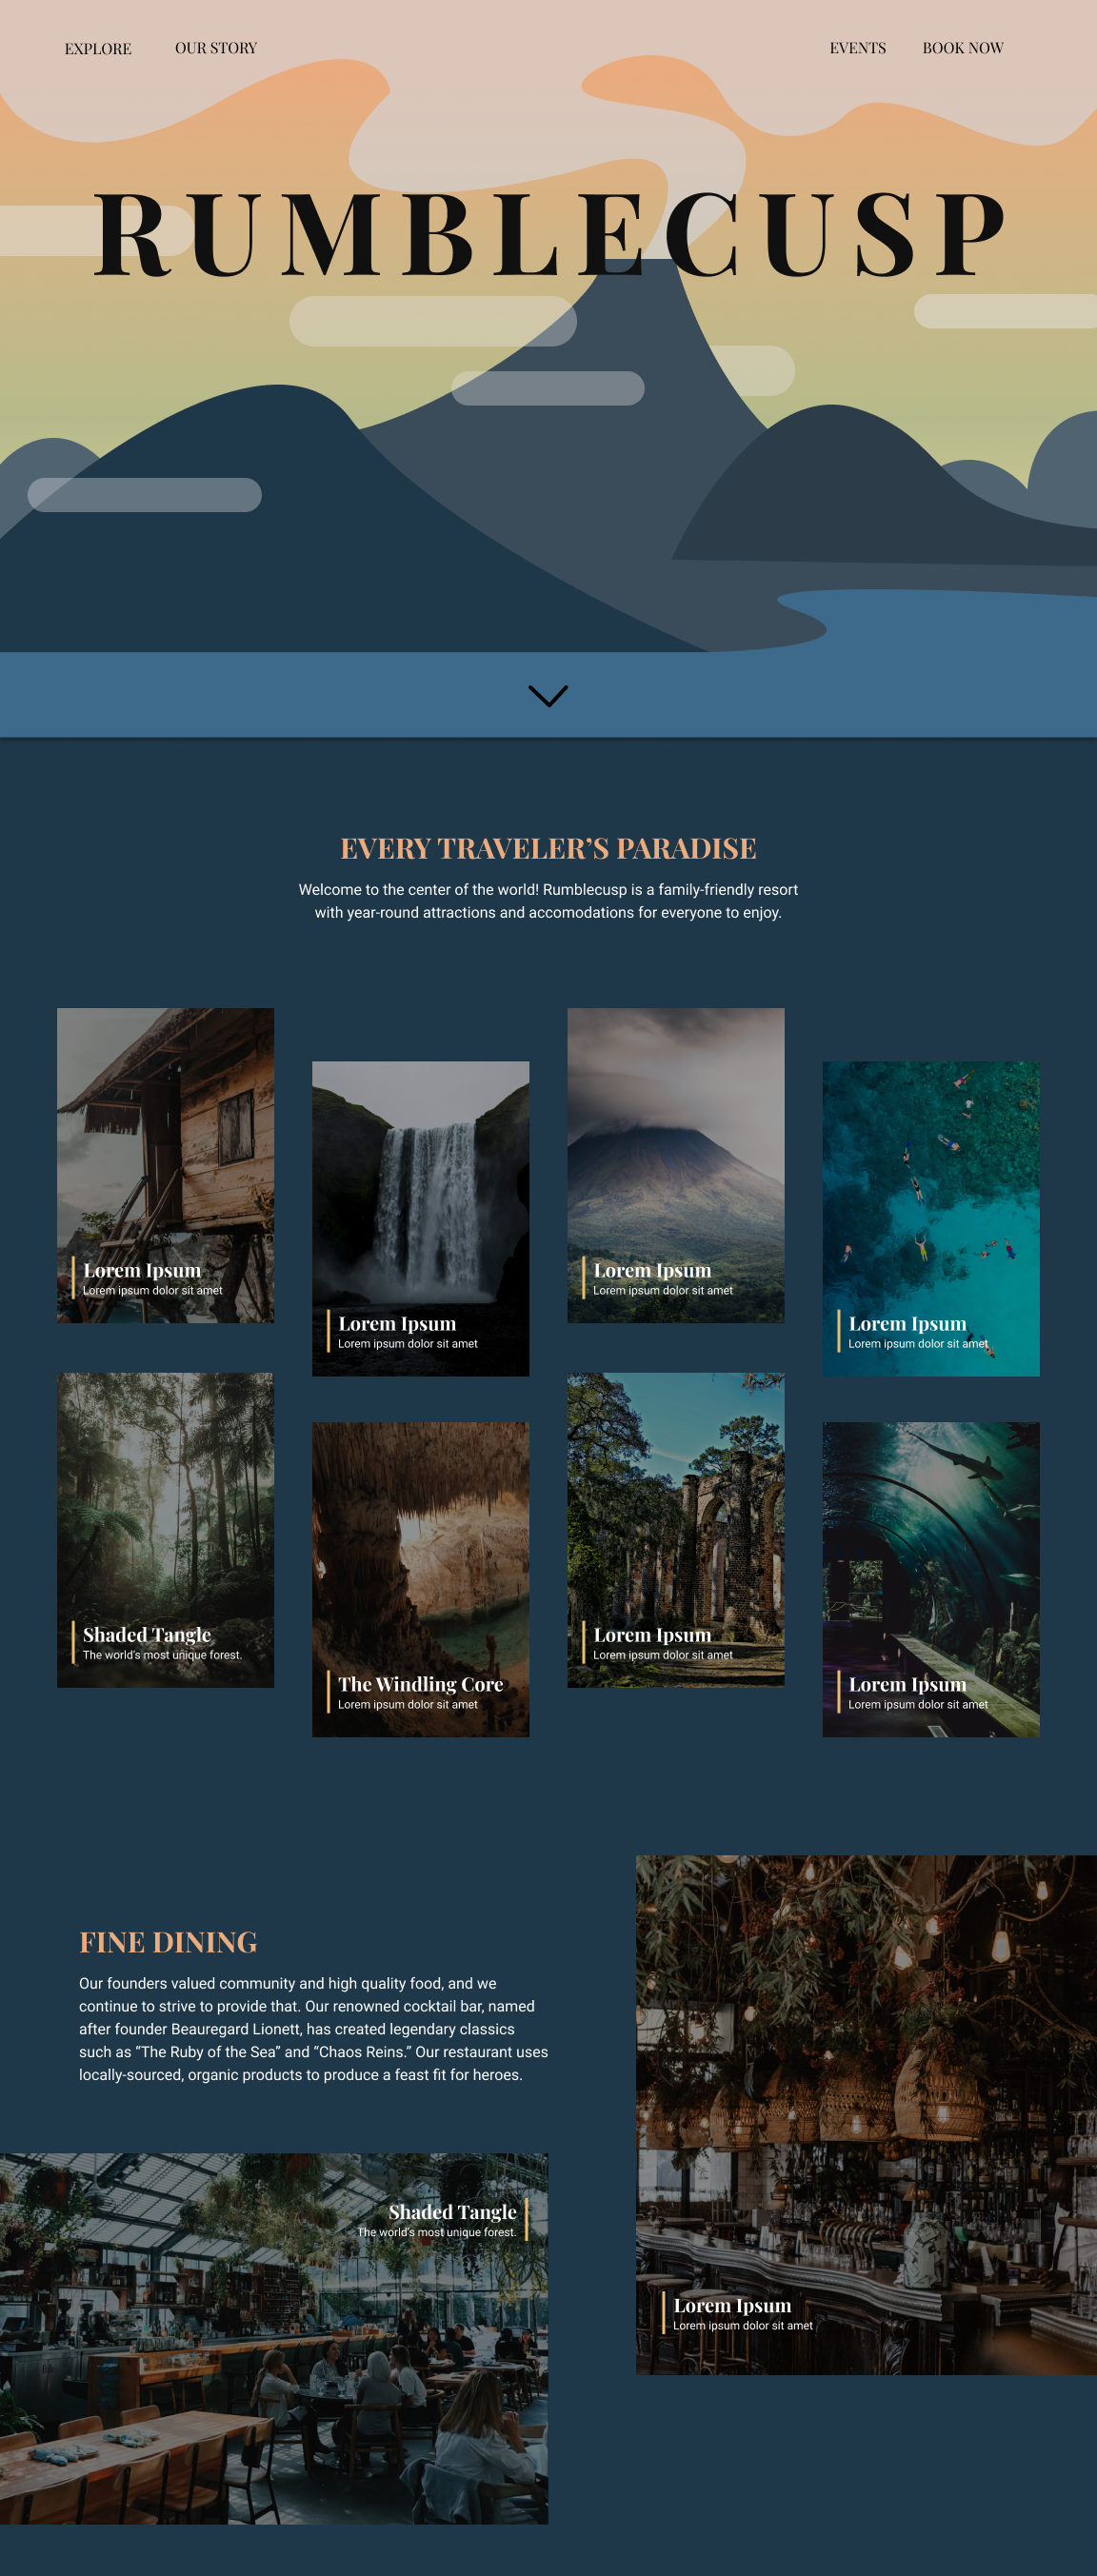 EXPLORE
OUR STORY
EVENTS
BOOK NOW
RUMBLECUSP
EVERY TRAVELER’S PARADISE
Welcome to the center of the world! Rumblecusp is a family-friendly resort
with year-round attractions and accomodations for everyone to enjoy.
Lorem Ipsum
Lorem ipsum dolor sit amet
Lorem Ipsum
Lorem ipsum dolor sit amet
Lorem Ipsum
Lorem ipsum dolor sit amet
Lorem Ipsum
Lorem ipsum dolor sit amet
Shaded Tangle
The world’s most unique forest.
The Windling Core
Lorem ipsum dolor sit amet
Lorem Ipsum
Lorem ipsum dolor sit amet
Lorem Ipsum
Lorem ipsum dolor sit amet
FINE DINING
Our founders valued community and high quality food, and we
continue to strive to provide that. Our renowned cocktail bar, named
after founder Beauregard Lionett, has created legendary classics
such as “The Ruby of the Sea” and “Chaos Reins.” Our restaurant uses
locally-sourced, organic products to produce a feast fit for heroes.
Shaded Tangle
The world’s most unique forest.
Lorem Ipsum
Lorem ipsum dolor sit amet